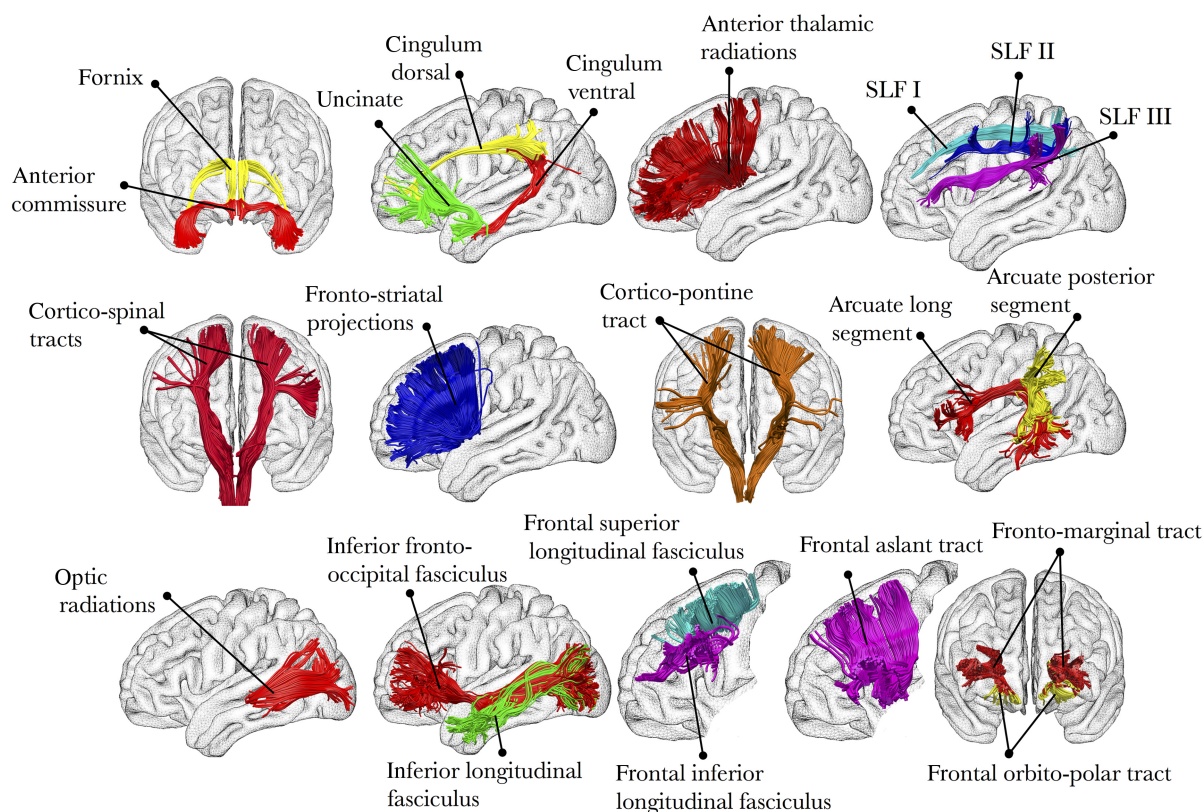 Fornix
Anterior
commissure
Cingulum
dorsal
Uncinate
Cingulum
ventral
Anterior thalamic
radiations
SLF I
SLF II
SLF III
Cortico-spinal
tracts
Fronto-striatal
projections
Cortico-pontine
tract
Arcuate long
segment
Arcuate posterior
segment
Optic
radiations
Inferior fronto-
occipital fasciculus
Inferior longitudinal
fasciculus
Frontal superior
longitudinal fasciculus
Frontal inferior
longitudinal fasciculus
Frontal aslant tract
Fronto-marginal tract
Frontal orbito-polar tract